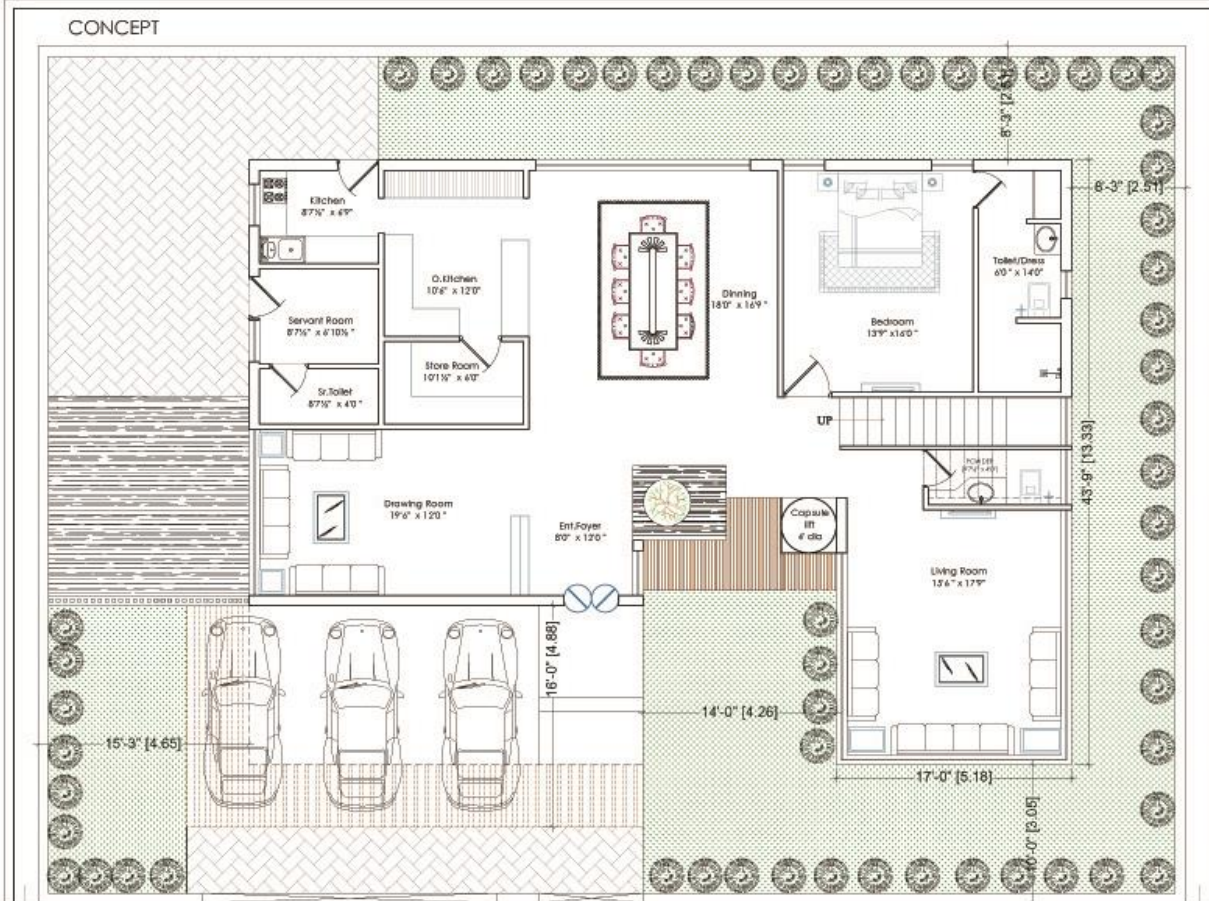 CONCEPT
8'-3" [2.51]
8'-3" [2.51]
Kitchen
8'7½" x 6'9"
O.Kitchen
10'6" x 12'0"
Dinning
18'0" x 16'9 "
Toilet/Dress
6'0 " x 14'0"
Servant Room
8'7½" x 6'10½ "
Bedroom
13'9" x16'0 "
Store Room
10'1½" x 6'0"
Sr.Toilet
8'7½" x 4'0 "
UP
43'-9" [13.33]
POWDER
Drawing Room
19'6" x 12'0 "
Ent.Foyer
8'0" x 12'0 "
Capsule
lift
6' dia
Living Room
15'6 " x 17'9"
16'-0" [4.88]
14'-0" [4.26]
15'-3" [4.65]
17'-0" [5.18]
10'-0" [3.05]